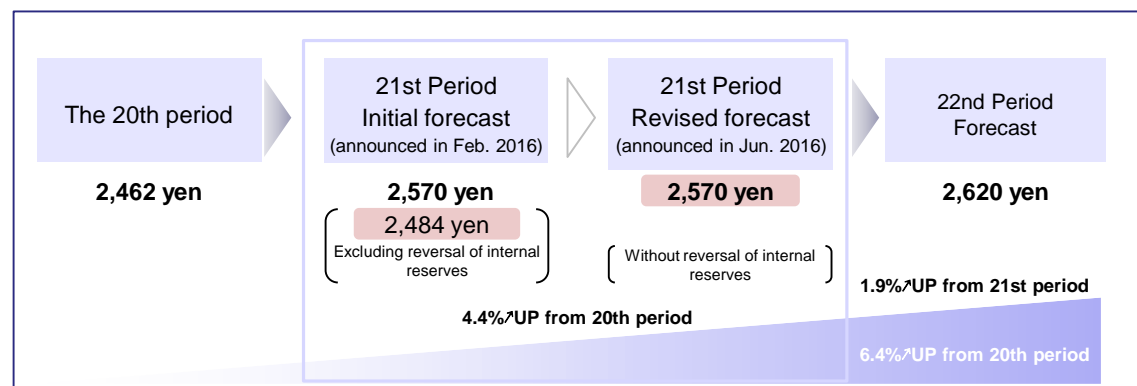 The 20th period
2,462 yen
21st Period
Initial forecast
(announced in Feb. 2016)
2,570 yen
2,484 yen
Excluding reversal of internal
reserves
21st Period
Revised forecast
(announced in Jun. 2016)
2,570 yen
Without reversal of internal
reserves
22nd Period
Forecast
2,620 yen
1.9%↗UP from 21st period
4.4%↗UP from 20th period
6.4%↗UP from 20th period